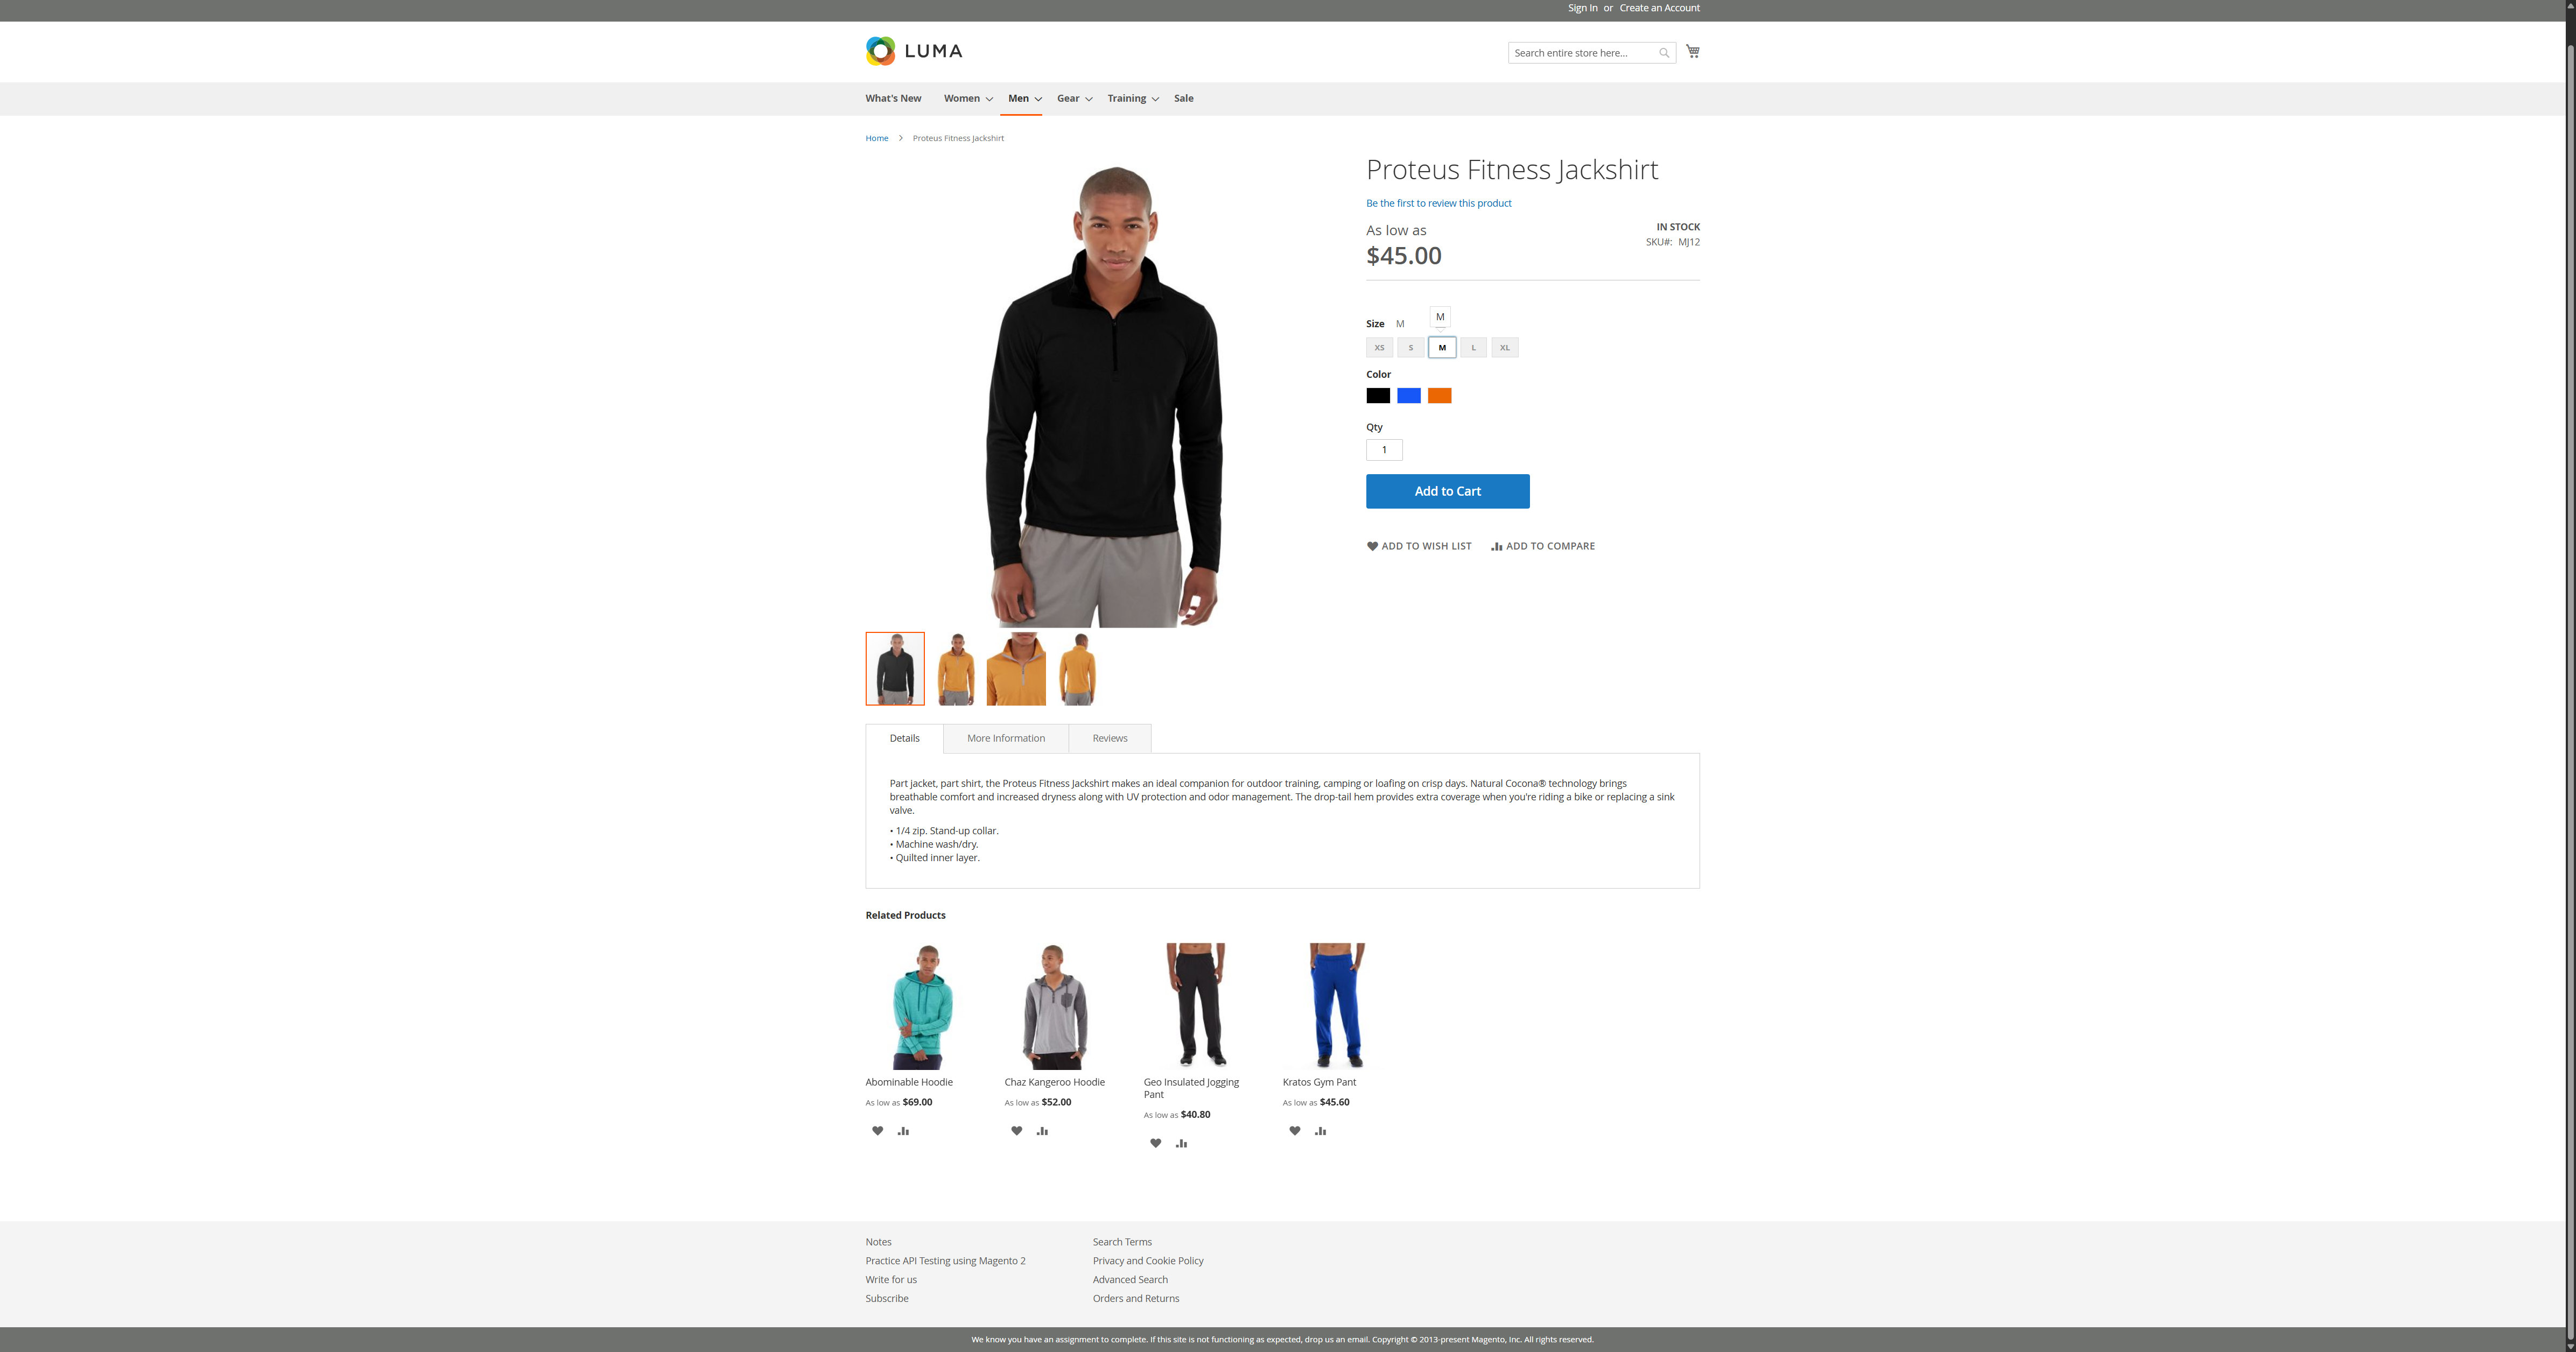 Sign In or Create an Account
LUMA
Search entire store here...
What's New Women Men Gear Training Sale
Home Proteus Fitness Jackshirt
Proteus Fitness Jackshirt
Be the first to review this product
As low as
$45.00
IN STOCK
SKU#: MJ12
M
Size M
XS S M L XL
Color
Qty
1
Add to Cart
ADD TO WISH LIST ADD TO COMPARE
Details More Information Reviews
Part jacket, part shirt, the Proteus Fitness Jackshirt makes an ideal companion for outdoor training, camping or loafing on crisp days. Natural Cocona® technology brings
breathable comfort and increased dryness along with UV protection and odor management. The drop-tail hem provides extra coverage when you're riding a bike or replacing a sink
valve.
• 1/4 zip. Stand-up collar.
• Machine wash/dry.
• Quilted inner layer.
Related Products
Abominable Hoodie
As low as $69.00
Chaz Kangeroo Hoodie
As low as $52.00
Geo Insulated Jogging
Pant
As low as $40.80
Kratos Gym Pant
As low as $45.60
Notes
Practice API Testing using Magento 2
Write for us
Subscribe
Search Terms
Privacy and Cookie Policy
Advanced Search
Orders and Returns
We know you have an assignment to complete. If this site is not functioning as expected, drop us an email. Copyright © 2013-present Magento, Inc. All rights reserved.